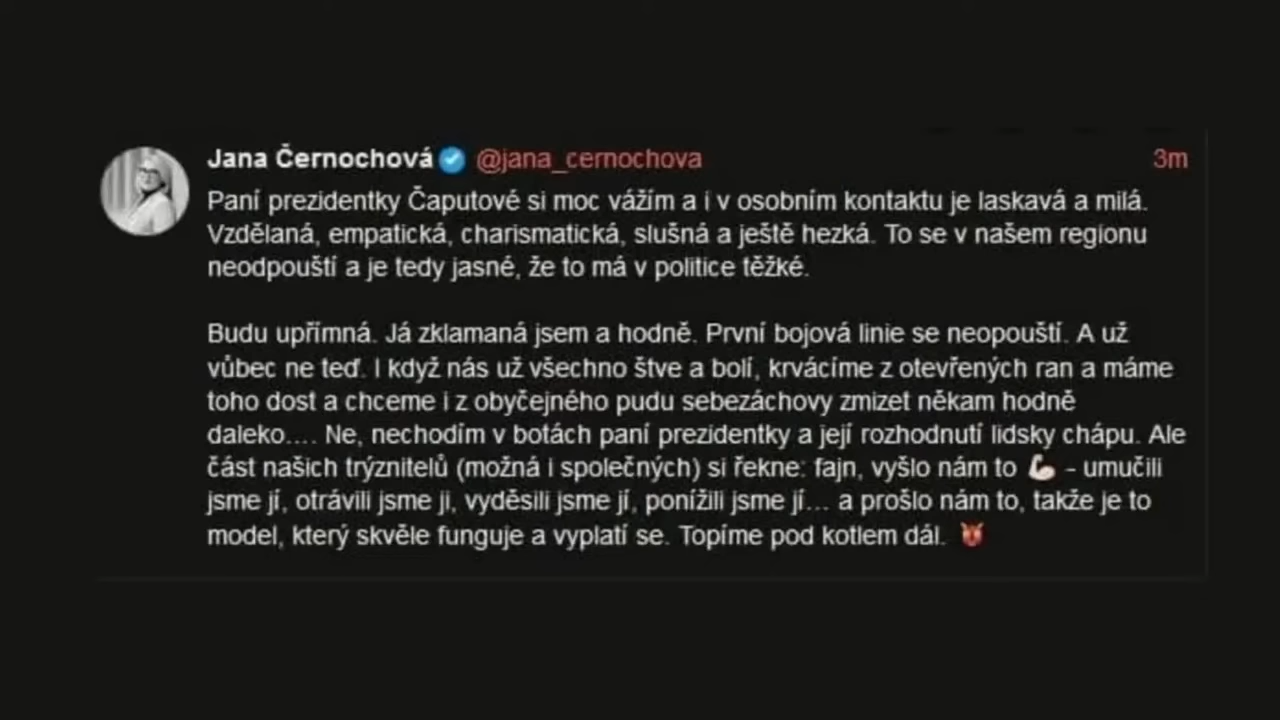 Jana Černochová @jana_cernochova 3m
Paní prezidentky Čaputové si moc vážím a i v osobním kontaktu je laskavá a milá.
Vzdělaná, empatická, charismatická, slušná a ještě hezká. To se v našem regionu
neodpouští a je tedy jasné, že to má v politice těžké.
Budu upřímná. Já zklamaná jsem a hodně. První bojová linie se neopouští. A už
vůbec ne teď. I když nás už všechno štve a bolí, krvácíme z otevřených ran a máme
toho dost a chceme i z obyčejného pudu sebezáchovy zmizet někam hodně
daleko.... Ne, nechodím v botách paní prezidentky a její rozhodnutí lidsky chápu. Ale
část našich trýznitelů (možná i společných) si řekne: fajn, vyšlo nám to 💪🏻 - umučili
jsme jí, otrávili jsme ji, vyděsili jsme jí, ponížili jsme jí... a prošlo nám to, takže je to
model, který skvěle funguje a vyplatí se. Topíme pod kotlem dál. 👹